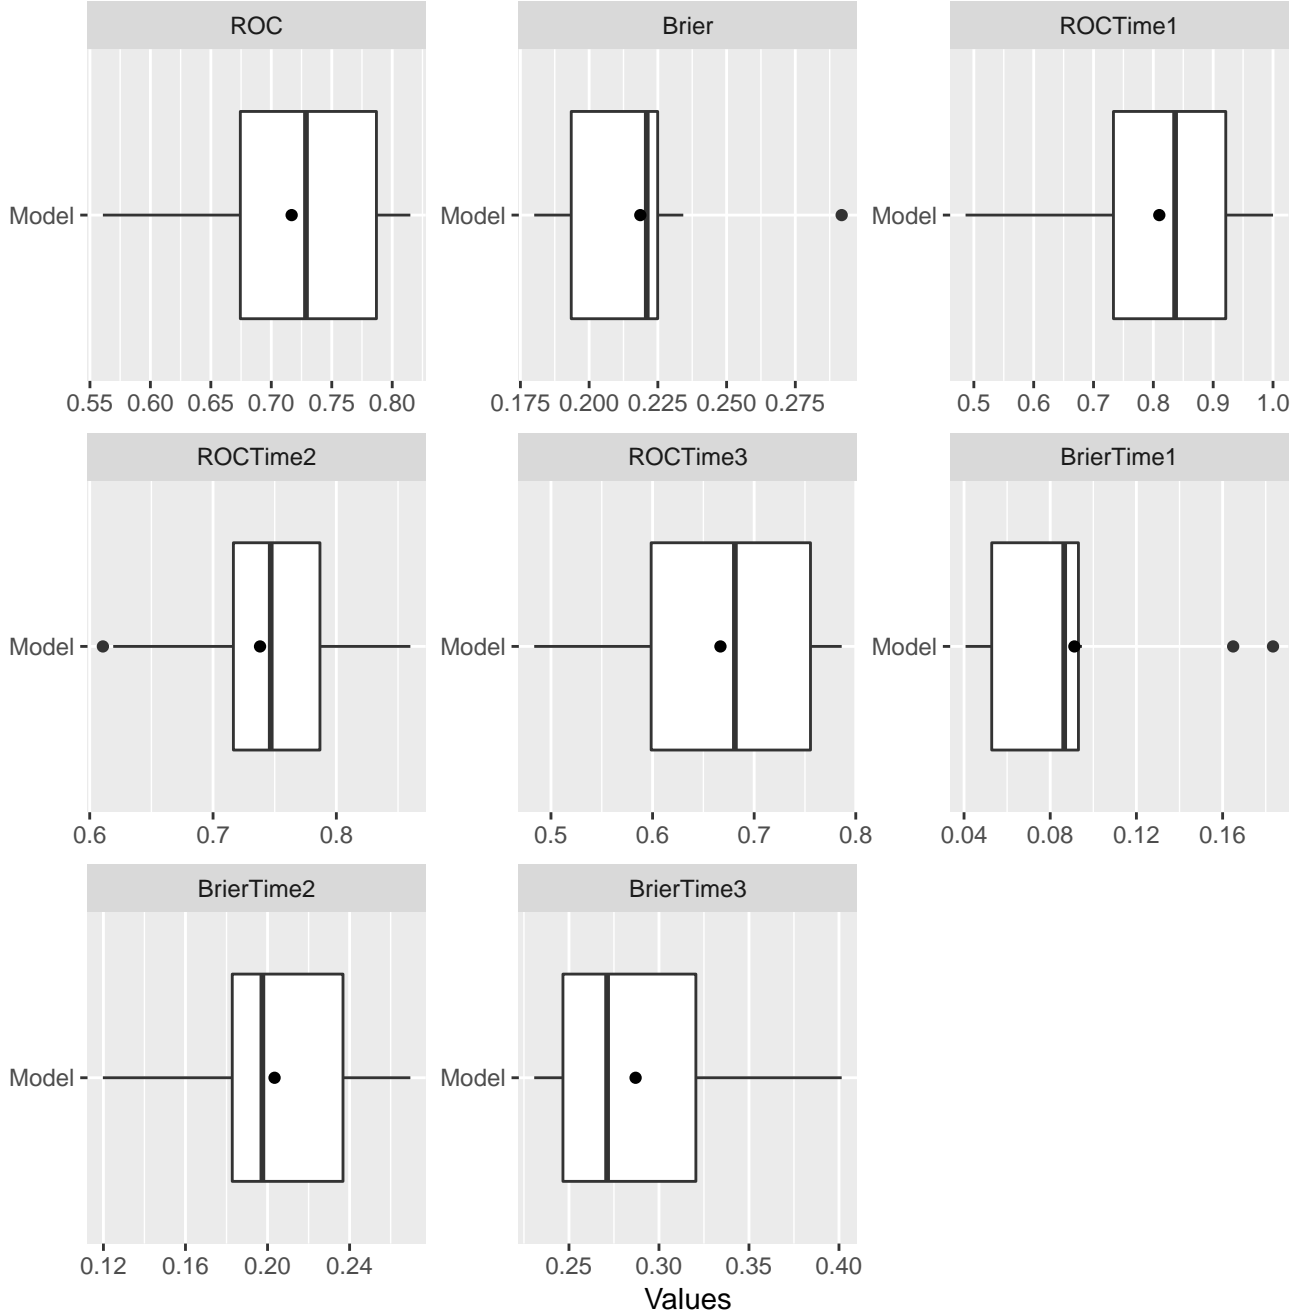 ROC Brier ROCTime1
Model Model Model
0.55 0.60 0.65 0.70 0.75 0.80 0.175 0.200 0.225 0.250 0.275 0.5 0.6 0.7 0.8 0.9 1.0
ROCTime2 ROCTime3 BrierTime1
Model Model Model
0.6 0.7 0.8 0.5 0.6 0.7 0.8 0.04 0.08 0.12 0.16
BrierTime2 BrierTime3
Model Model
0.12 0.16 0.20 0.24 0.25 0.30 0.35 0.40
Values